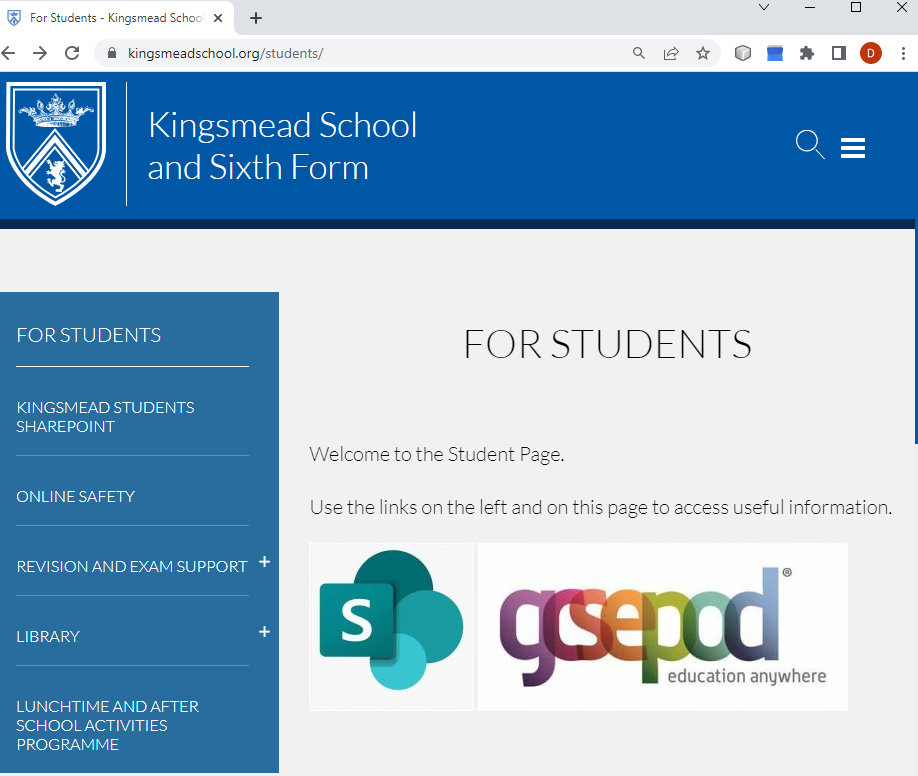 For Students - Kingsmead School
kingsmeadschool.org/students/
D
Kingsmead School
and Sixth Form
FOR STUDENTS
KINGSMEAD STUDENTS
SHAREPOINT
ONLINE SAFETY
REVISION AND EXAM SUPPORT +
LIBRARY +
LUNCHTIME AND AFTER
SCHOOL ACTIVITIES
PROGRAMME
FOR STUDENTS
Welcome to the Student Page.
Use the links on the left and on this page to access useful information.
S
gcsepod®
education anywhere